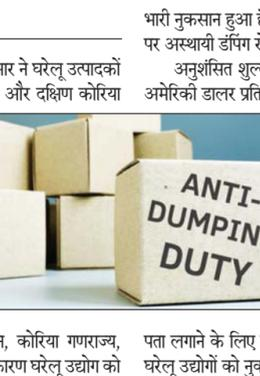 भारी नुकसान हुआ है
पर अस्थायी डंपिंग रो
ार ने घरेलू उत्पादकों
और दक्षिण कोरिया
अनुशंसित शुल्
अमेरिकी डालर प्रति
ANTI-
DUMPIN
DUTY
न, कोरिया गणराज्य,
कारण घरेलू उद्योग को
पता लगाने के लिए
घरेलू उद्योगों को नुक